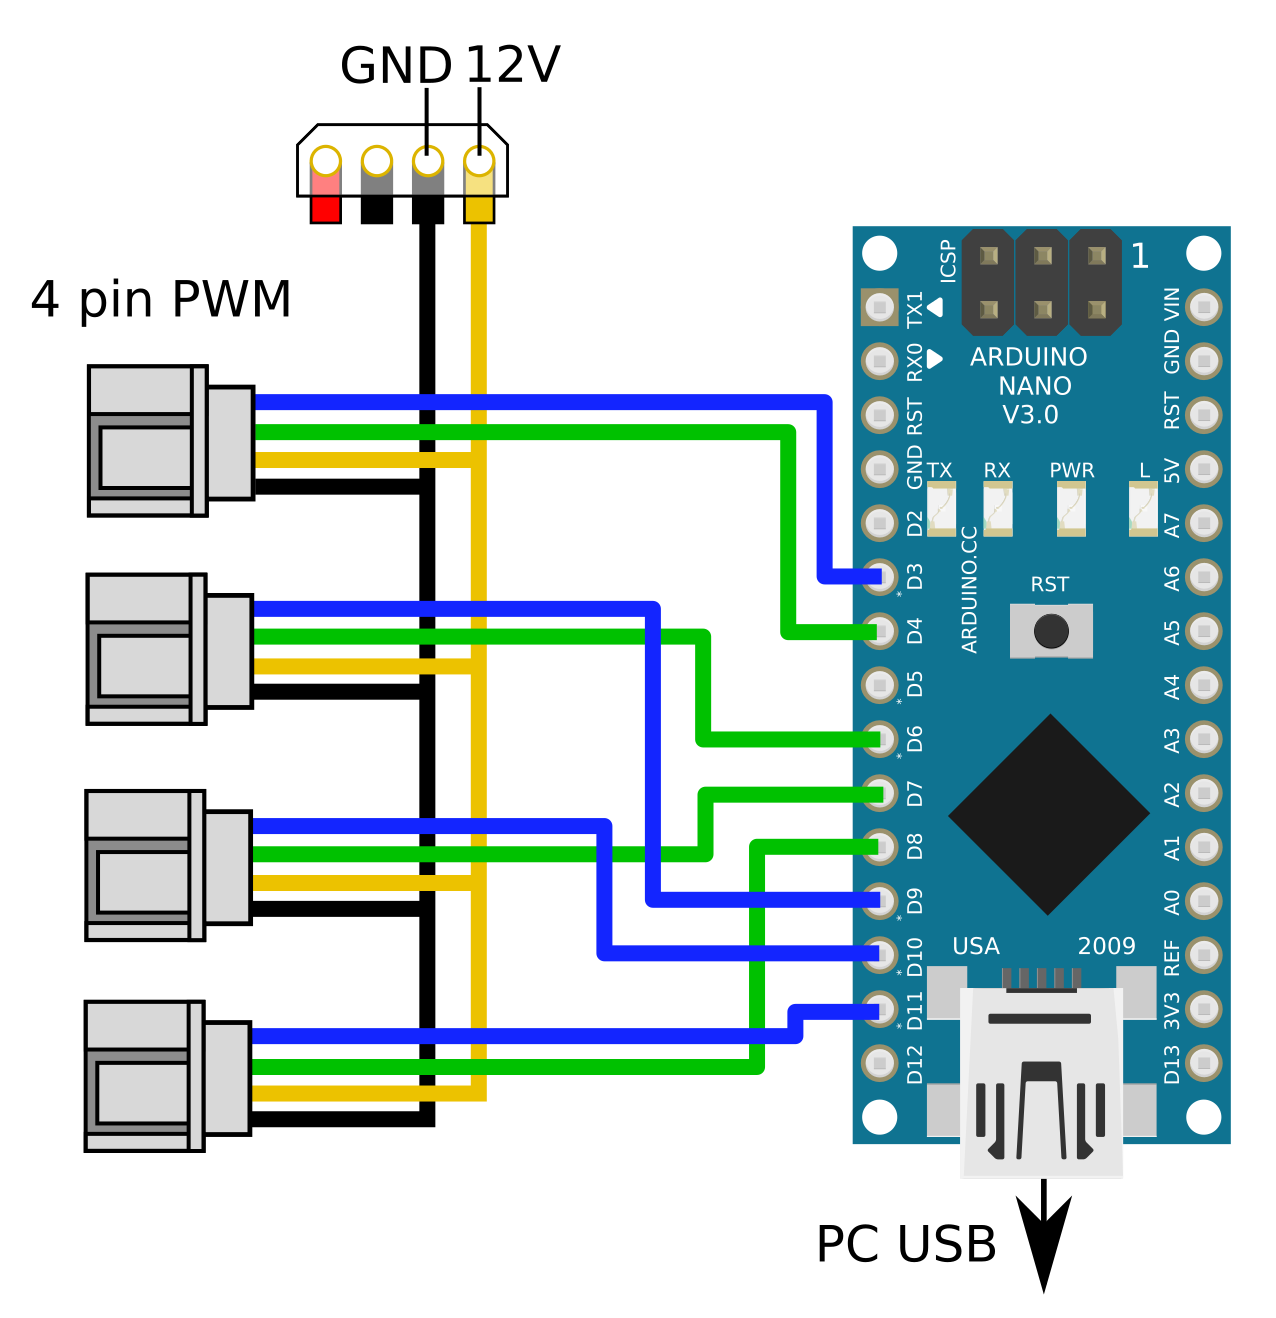 GND 12V
4 pin PWM
ICSP
1
TX1
RX0
RST
GND
D2
D3
*
D4
D5
*
D6
*
D7
D8
D9
*
D10
*
D11
*
D12
VIN
GND
RST
5V
A7
A6
A5
A4
A3
A2
A1
A0
REF
3V3
D13
ARDUINO
NANO
V3.0
TX RX PWR L
ARDUINO.CC
RST
USA 2009
PC USB